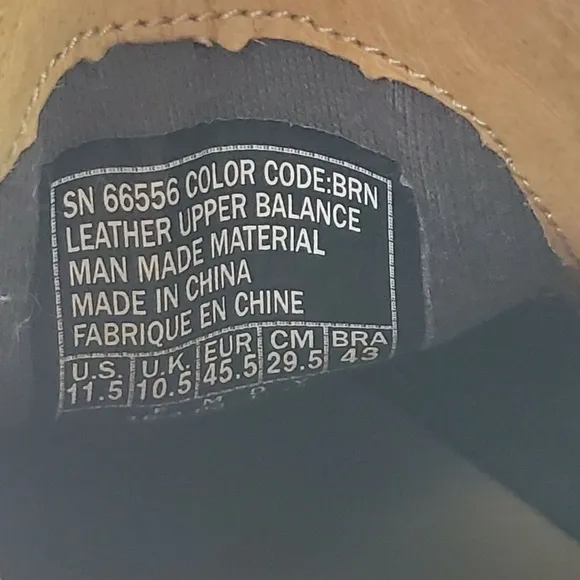 SN 66556 COLOR CODE:BRN
LEATHER UPPER BALANCE
MAN MADE MATERIAL
MADE IN CHINA
FABRIQUE EN CHINE
U.S. U.K. EUR CM BRA
11.5 10.5 45.5 29.5 43